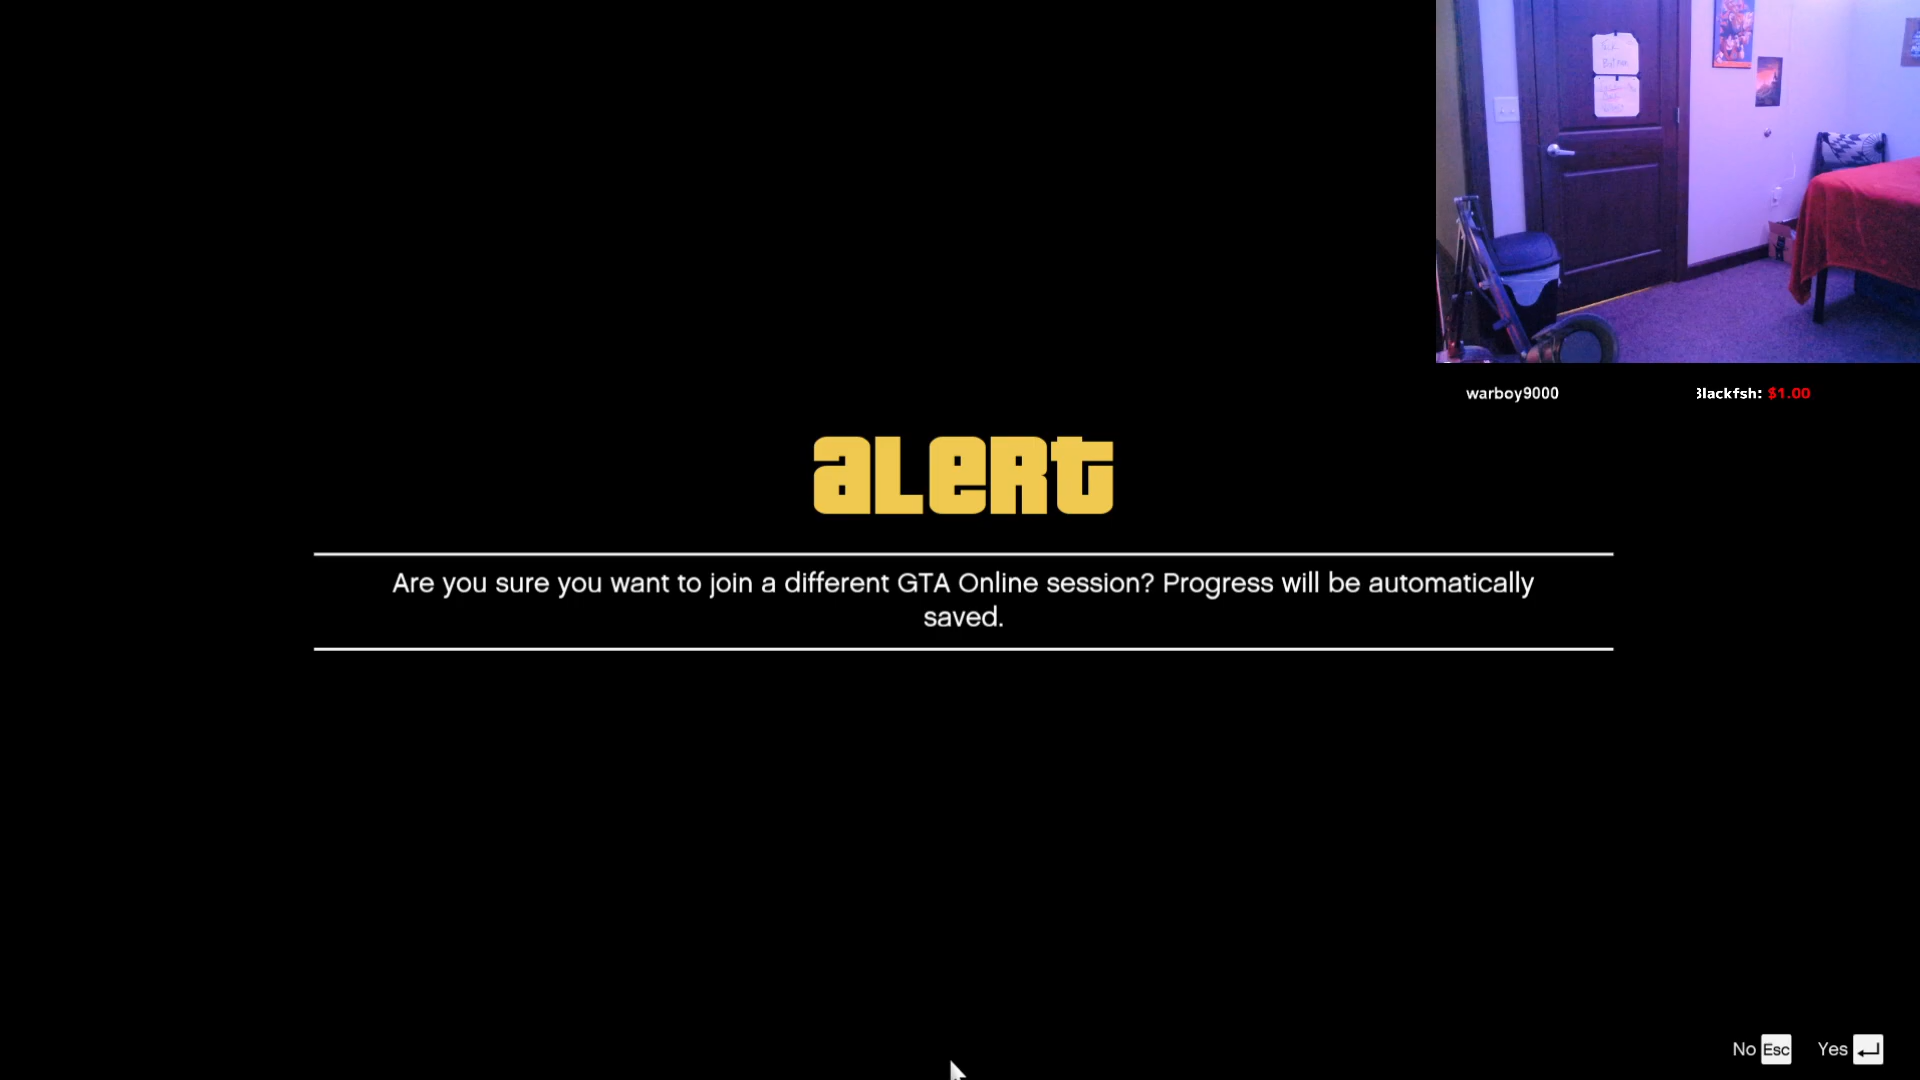 warboy9000
Blackfsh: $1.00
alert
Are you sure you want to join a different GTA Online session? Progress will be automatically
saved.
No Esc Yes